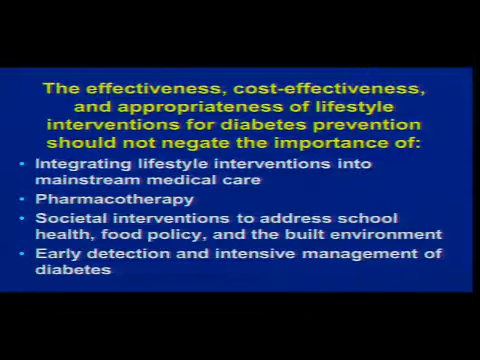 The effectiveness, cost-effectiveness,
and appropriateness of lifestyle
interventions for diabetes prevention
should not negate the importance of:
• Integrating lifestyle interventions into
mainstream medical care
• Pharmacotherapy
• Societal interventions to address school
health, food policy, and the built environment
• Early detection and intensive management of
diabetes